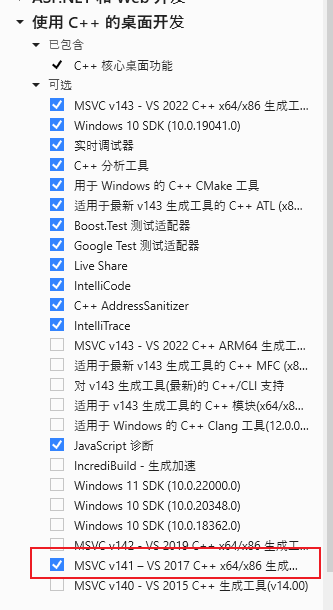 ASP.NET 和 Web 开发
使用 C++ 的桌面开发
已包含
C++ 核心桌面功能
可选
MSVC v143 - VS 2022 C++ x64/x86 生成工...
Windows 10 SDK (10.0.19041.0)
实时调试器
C++ 分析工具
用于 Windows 的 C++ CMake 工具
适用于最新 v143 生成工具的 C++ ATL (x8...
Boost.Test 测试适配器
Google Test 测试适配器
Live Share
IntelliCode
C++ AddressSanitizer
IntelliTrace
MSVC v143 - VS 2022 C++ ARM64 生成工...
适用于最新 v143 生成工具的 C++ MFC (x8...
对 v143 生成工具(最新)的 C++/CLI 支持
适用于 v143 生成工具的 C++ 模块(x64/x8...
适用于 Windows 的 C++ Clang 工具(12.0.0...
JavaScript 诊断
IncrediBuild - 生成加速
Windows 11 SDK (10.0.22000.0)
Windows 10 SDK (10.0.20348.0)
Windows 10 SDK (10.0.18362.0)
MSVC v142 - VS 2019 C++ x64/x86 生成工...
MSVC v141 – VS 2017 C++ x64/x86 生成...
MSVC v140 - VS 2015 C++ 生成工具(v14.00)